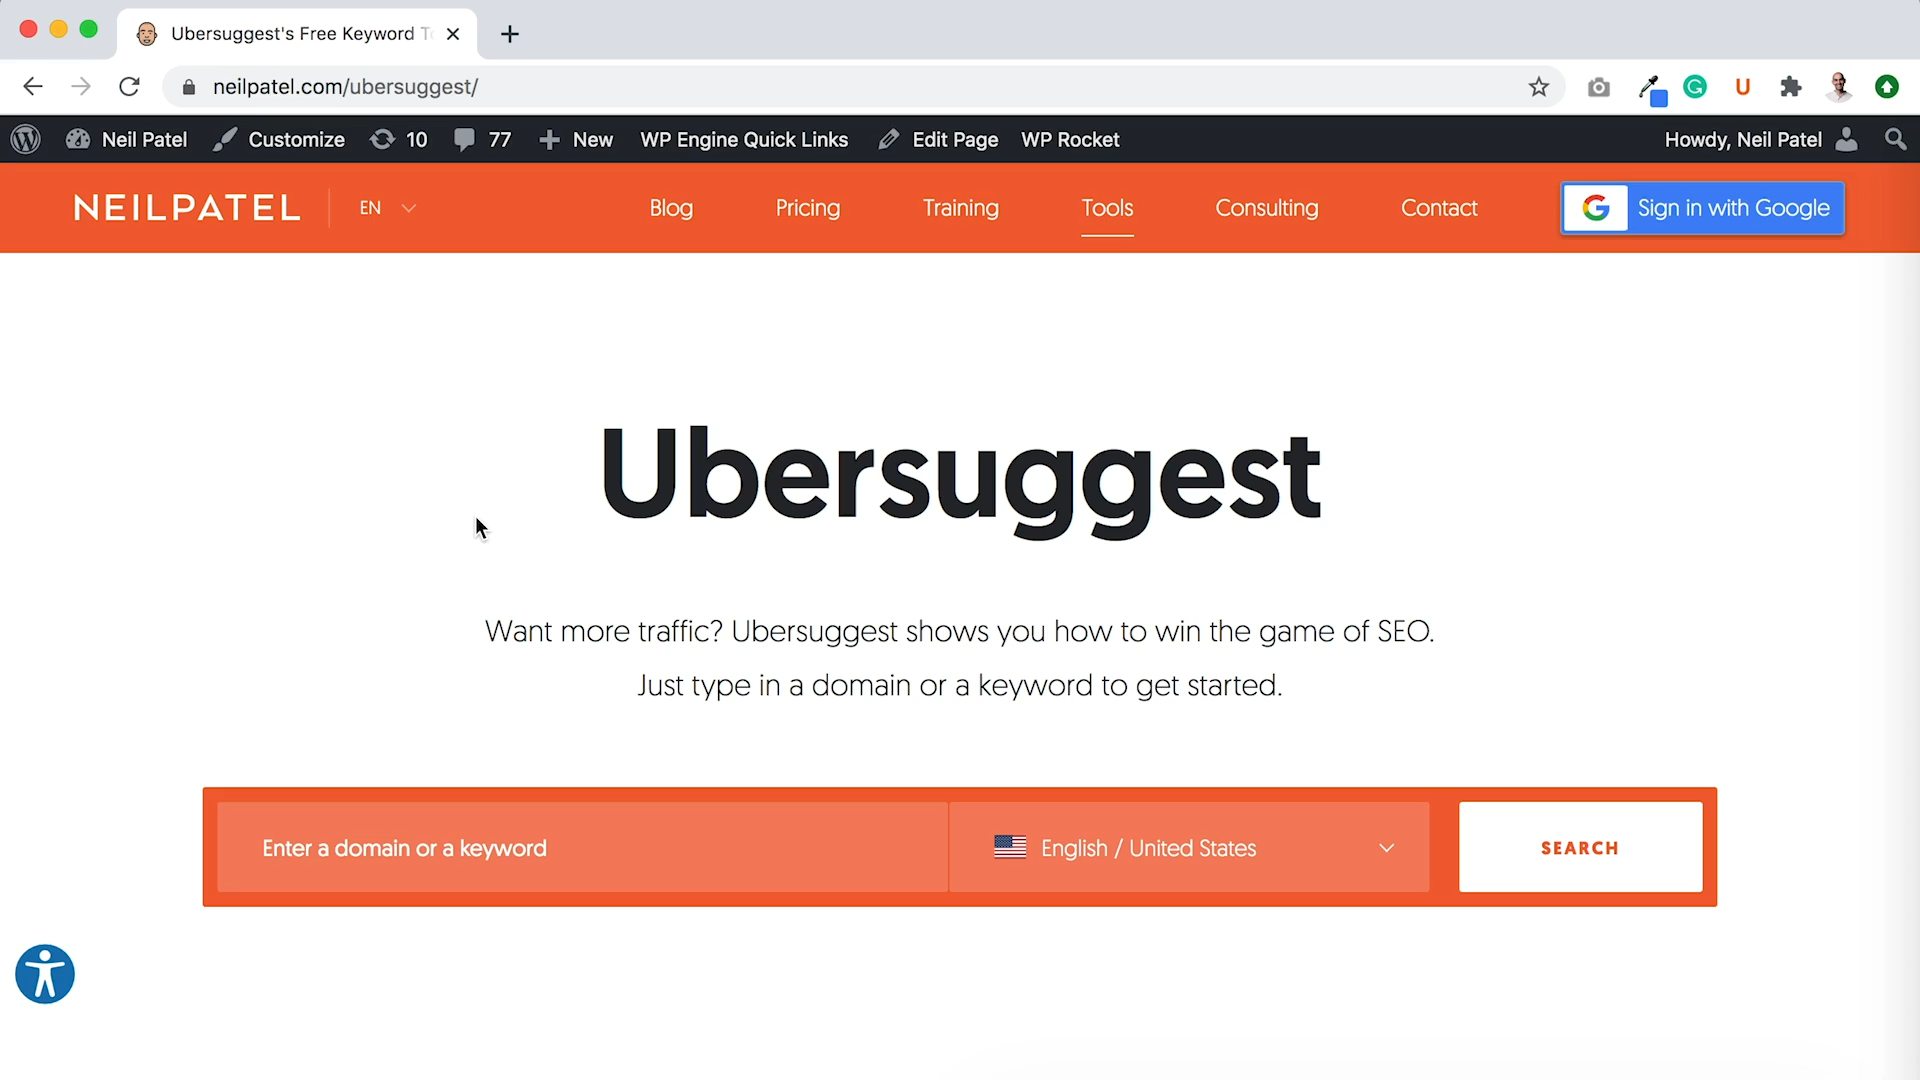 Ubersuggest's Free Keyword To
neilpatel.com/ubersuggest/
Neil Patel Customize 10 77 New WP Engine Quick Links Edit Page WP Rocket Howdy, Neil Patel
NEILPATEL EN Blog Pricing Training Tools Consulting Contact Sign in with Google
Ubersuggest
Want more traffic? Ubersuggest shows you how to win the game of SEO.
Just type in a domain or a keyword to get started.
Enter a domain or a keyword English / United States SEARCH